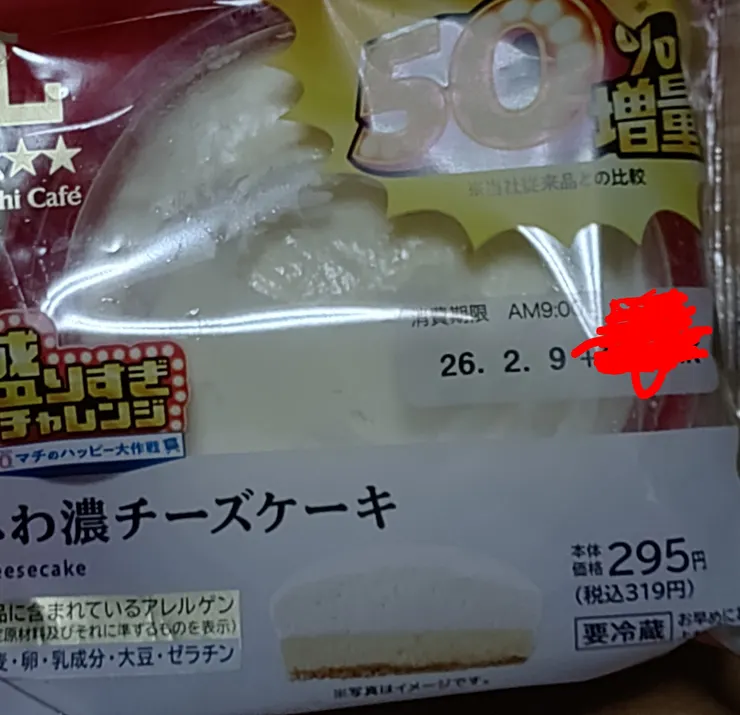 50%
増量
※当社従来品との比較
hi Café
消費期限 AM9:0
26. 2. 9 +
盛りすぎ
チャレンジ
マチのハッピー大作戦
わ濃チーズケーキ
eesecake
本体
価格 295円
(税込319円)
品に含まれているアレルゲン
原材料及びそれに準ずるものを表示)
・卵・乳成分・大豆・ゼラチン
要冷蔵 お早めに
※写真はイメージです。